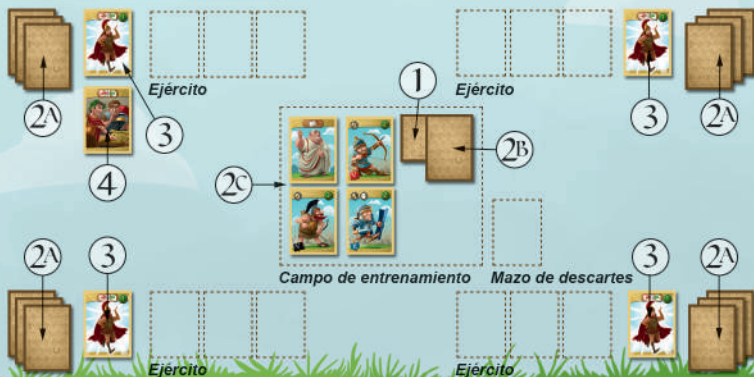 Ejército
Ejército
2A
3
4
1
2B
2C
3
2A
Campo de entrenamiento
Mazo de descartes
2A
3
3
2A
Ejército
Ejército